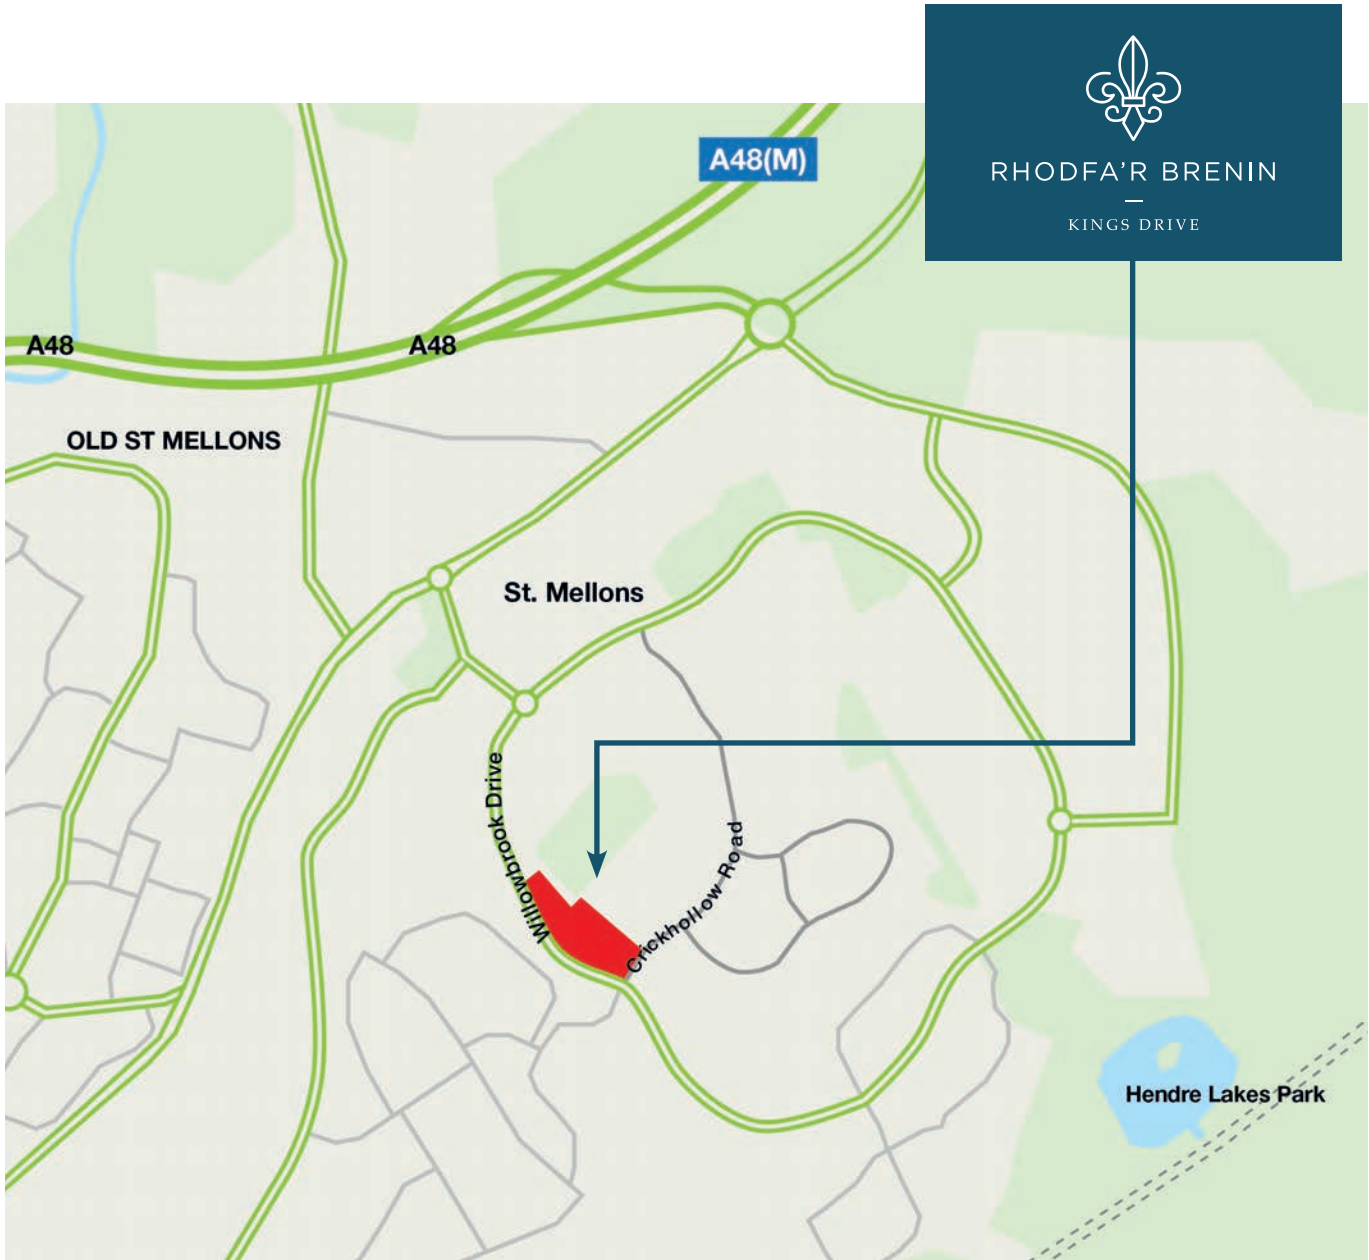 RHODFA'R BRENIN
KINGS DRIVE
A48(M)
A48
A48
OLD ST MELLONS
St. Mellons
Willowbrook Drive
Crickhollow Road
Hendre Lakes Park